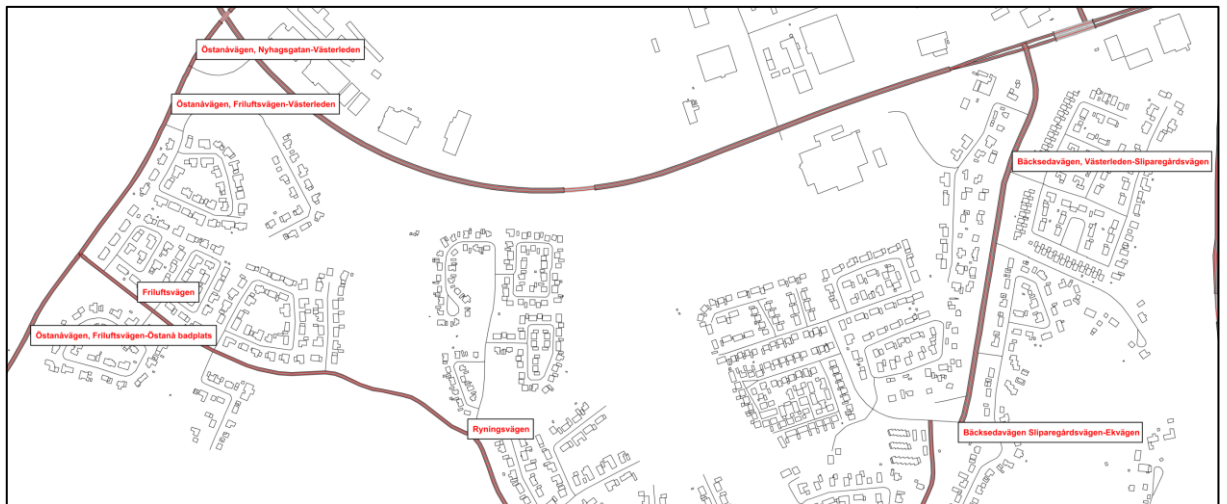 Östanåvägen, Nyhagsgatan-Västerleden
Östanåvägen, Friluftsvägen-Västerleden
Bäcksedavägen, Västerleden-Sliparegårdsvägen
Friluftsvägen
Östanåvägen, Friluftsvägen-Östanå badplats
Ryningsvägen
Bäcksedavägen Sliparegårdsvägen-Ekvägen